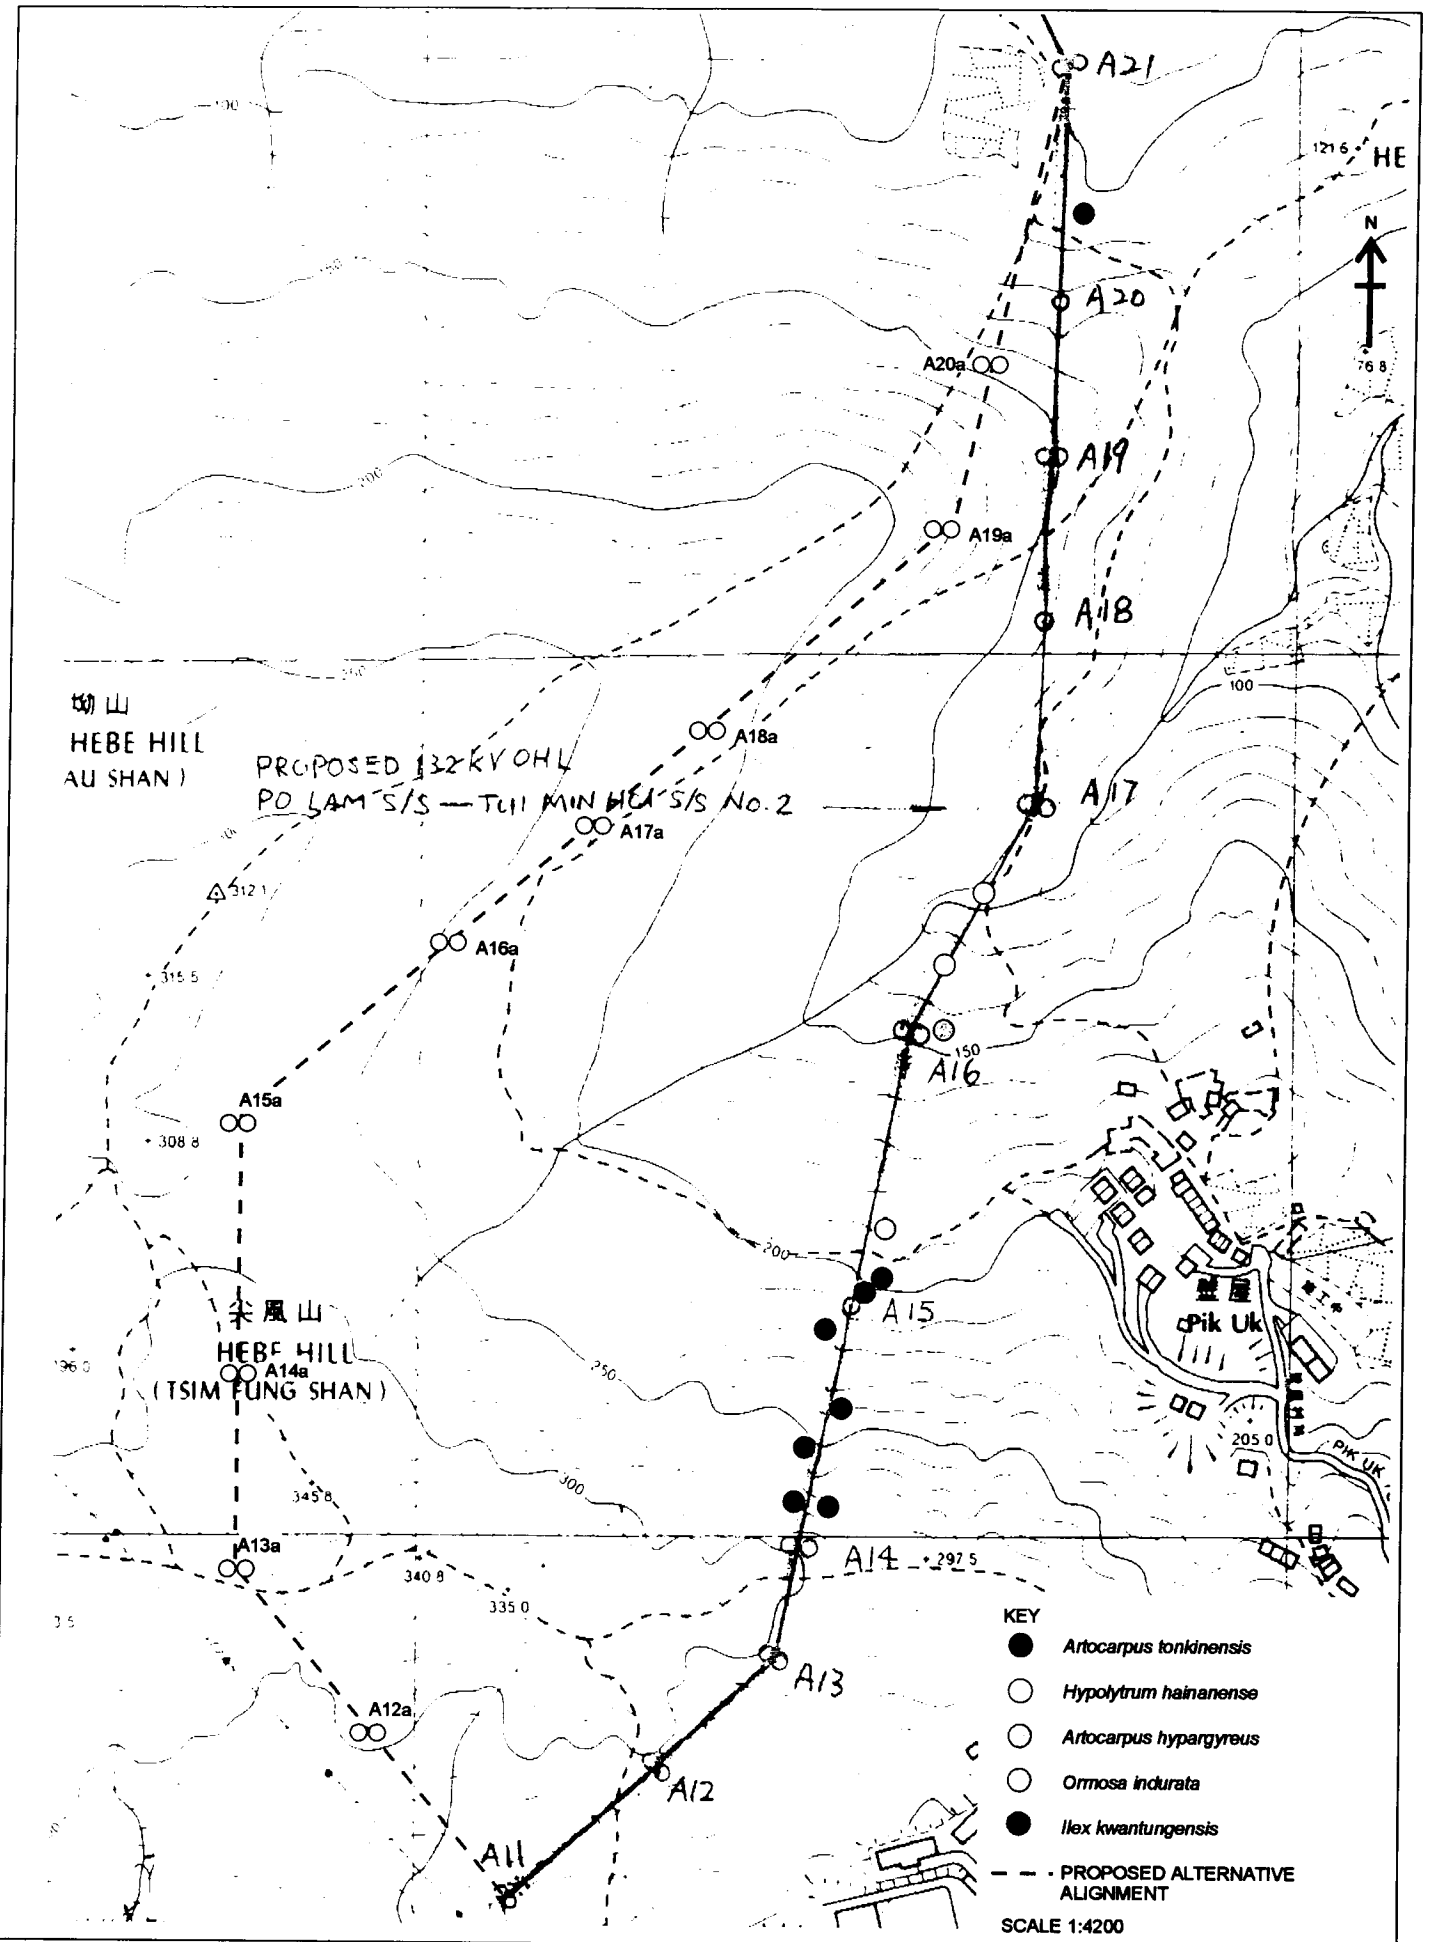 A21
100
121.6
HE
N
A20
A20a
76.8
A19
200
A19a
A18
250
100
坳山
HEBE HILL
AU SHAN )
A18a
PROPOSED 132KV OHL
PO LAM S/S — TUI MIN HOI S/S NO. 2
A17
A17a
312.1
A16a
315.5
150
A16
A15a
308.8
200
A15
尖風山
HEBE HILL
(TSIM FUNG SHAN)
A14a
Pik Uk
250
205.0
PIK UK
300
345.8
A13a
A14
297.5
340.8
335.0
KEY
Artocarpus tonkinensis
A13
Hypolytrum hainanense
A12a
Artocarpus hypargyreus
A12
Ormosa indurata
Ilex kwantungensis
A11
PROPOSED ALTERNATIVE
ALIGNMENT
SCALE 1:4200